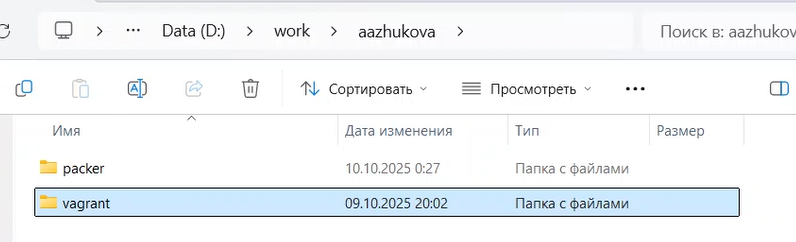 Data (D:) work aazhukova Поиск в: aazhukov
Сортировать Просмотреть
Имя Дата изменения Тип Размер
packer 10.10.2025 0:27 Папка с файлами
vagrant 09.10.2025 20:02 Папка с файлами